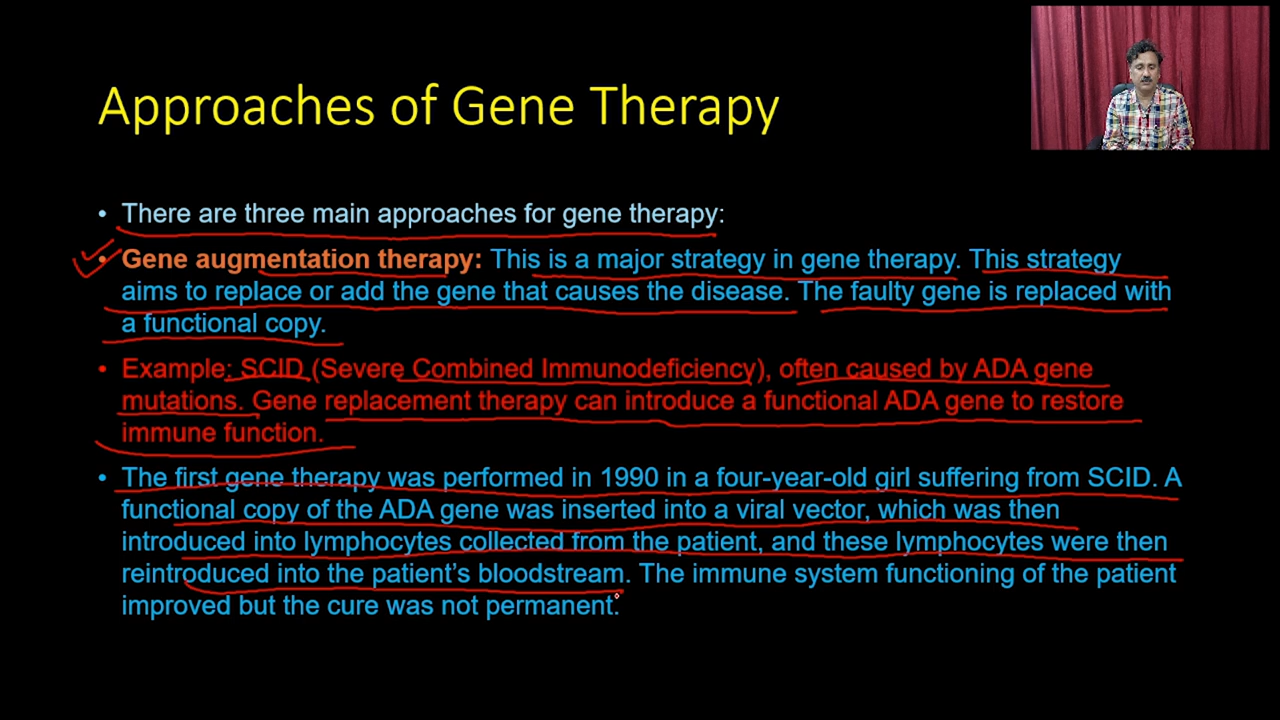 Approaches of Gene Therapy
• There are three main approaches for gene therapy:
• Gene augmentation therapy: This is a major strategy in gene therapy. This strategy
aims to replace or add the gene that causes the disease. The faulty gene is replaced with
a functional copy.
• Example: SCID (Severe Combined Immunodeficiency), often caused by ADA gene
mutations. Gene replacement therapy can introduce a functional ADA gene to restore
immune function.
• The first gene therapy was performed in 1990 in a four-year-old girl suffering from SCID. A
functional copy of the ADA gene was inserted into a viral vector, which was then
introduced into lymphocytes collected from the patient, and these lymphocytes were then
reintroduced into the patient’s bloodstream. The immune system functioning of the patient
improved but the cure was not permanent.